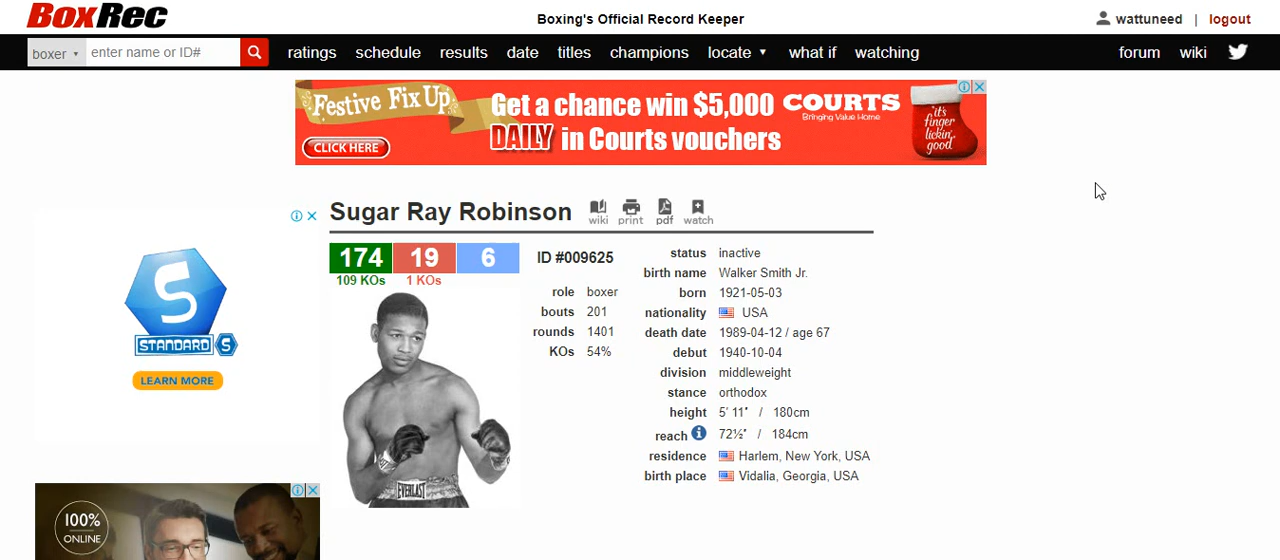 BoxRec
Boxing's Official Record Keeper
wattuneed | logout
boxer enter name or ID# ratings schedule results date titles champions locate what if watching forum wiki
Festive Fix Up
CLICK HERE
Get a chance win $5,000
DAILY in Courts vouchers
COURTS
Bringing Value Home
it's
finger
lickin'
good
Sugar Ray Robinson
wiki print pdf watch
174 19 6
109 KOs 1 KOs
ID #009625
role boxer
bouts 201
rounds 1401
KOs 54%
status inactive
birth name Walker Smith Jr.
born 1921-05-03
nationality USA
death date 1989-04-12 / age 67
debut 1940-10-04
division middleweight
stance orthodox
height 5′ 11″ / 180cm
reach 72½″ / 184cm
residence Harlem, New York, USA
birth place Vidalia, Georgia, USA
EVERLAST
S
STANDARD S
LEARN MORE
100%
ONLINE